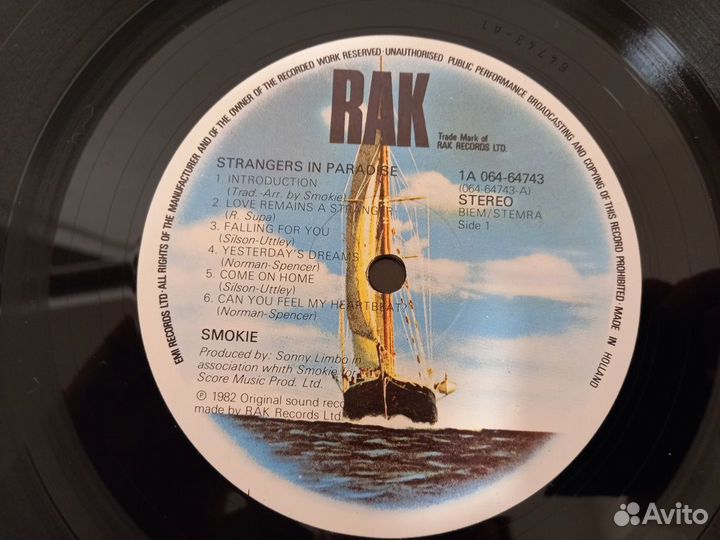 EMI RECORDS LTD·ALL RIGHTS OF THE MANUFACTURER AND OF THE OWNER OF THE RECORDED WORK RESERVED·UNAUTHORISED PUBLIC PERFORMANCE BROADCASTING AND COPYING OF THIS RECORD PROHIBITED·MADE IN HOLLAND
64743-A1
RAK
Trade Mark of
RAK RECORDS LTD.
STRANGERS IN PARADISE
1. INTRODUCTION
(Trad.-Arr. by Smokie)
2. LOVE REMAINS A STRANGER
(R. Supa)
3. FALLING FOR YOU
(Silson-Uttley)
4. YESTERDAY'S DREAMS
(Norman-Spencer)
5. COME ON HOME
(Silson-Uttley)
6. CAN YOU FEEL MY HEARTBEAT
(Norman-Spencer)
1A 064-64743
(064-64743-A)
STEREO
BIEM/STEMRA
Side 1
SMOKIE
Produced by: Sonny Limbo in
association whith Smokie for
Score Music Prod. Ltd.
℗ 1982 Original sound reco
made by RAK Records Ltd
Avito